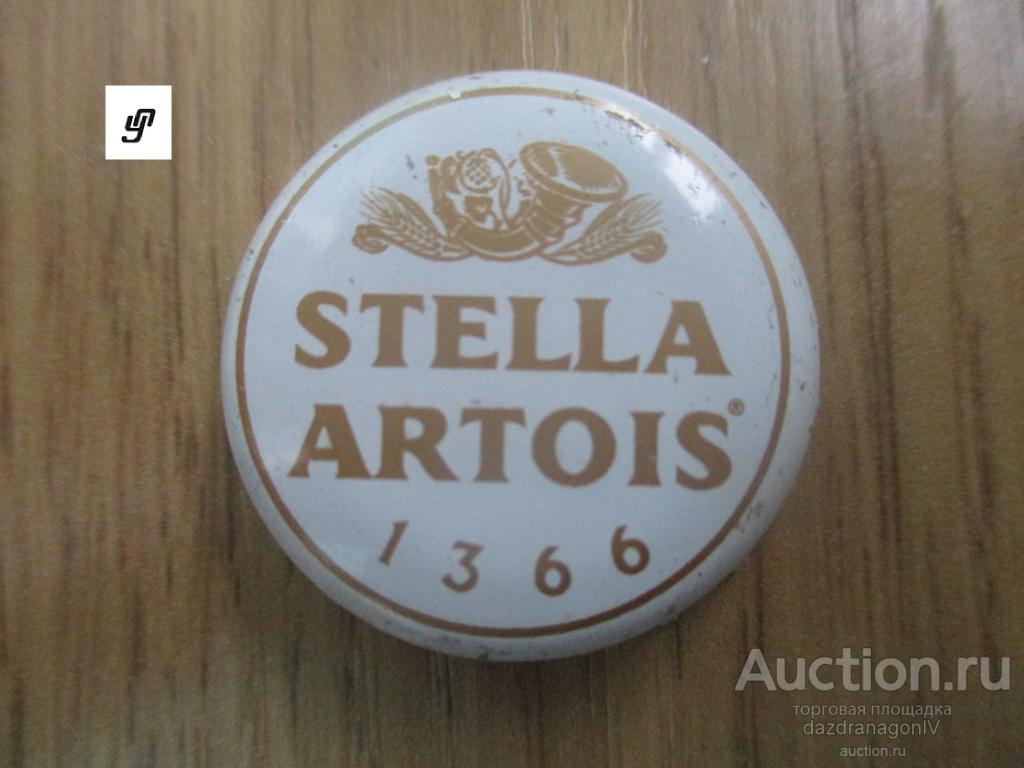 STELLA
ARTOIS®
1366
Auction.ru
торговая площадка
dazdranagonIV
auction.ru